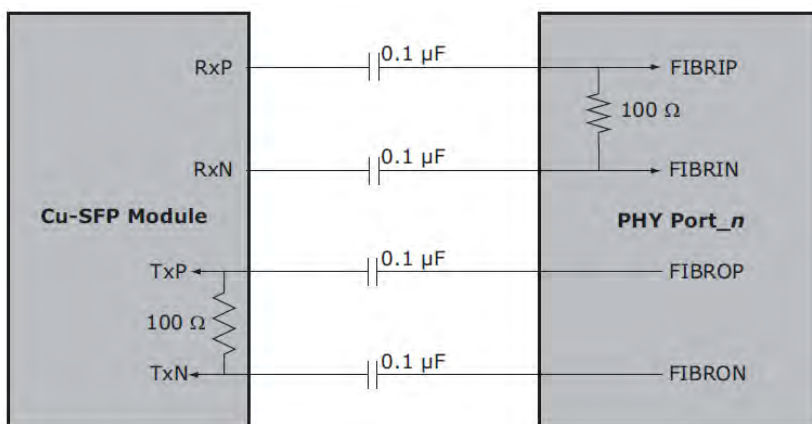 RxP
0.1 µF
FIBRIP
100 Ω
RxN
0.1 µF
FIBRIN
Cu-SFP Module
PHY Port_n
TxP
0.1 µF
FIBROP
100 Ω
TxN
0.1 µF
FIBRON